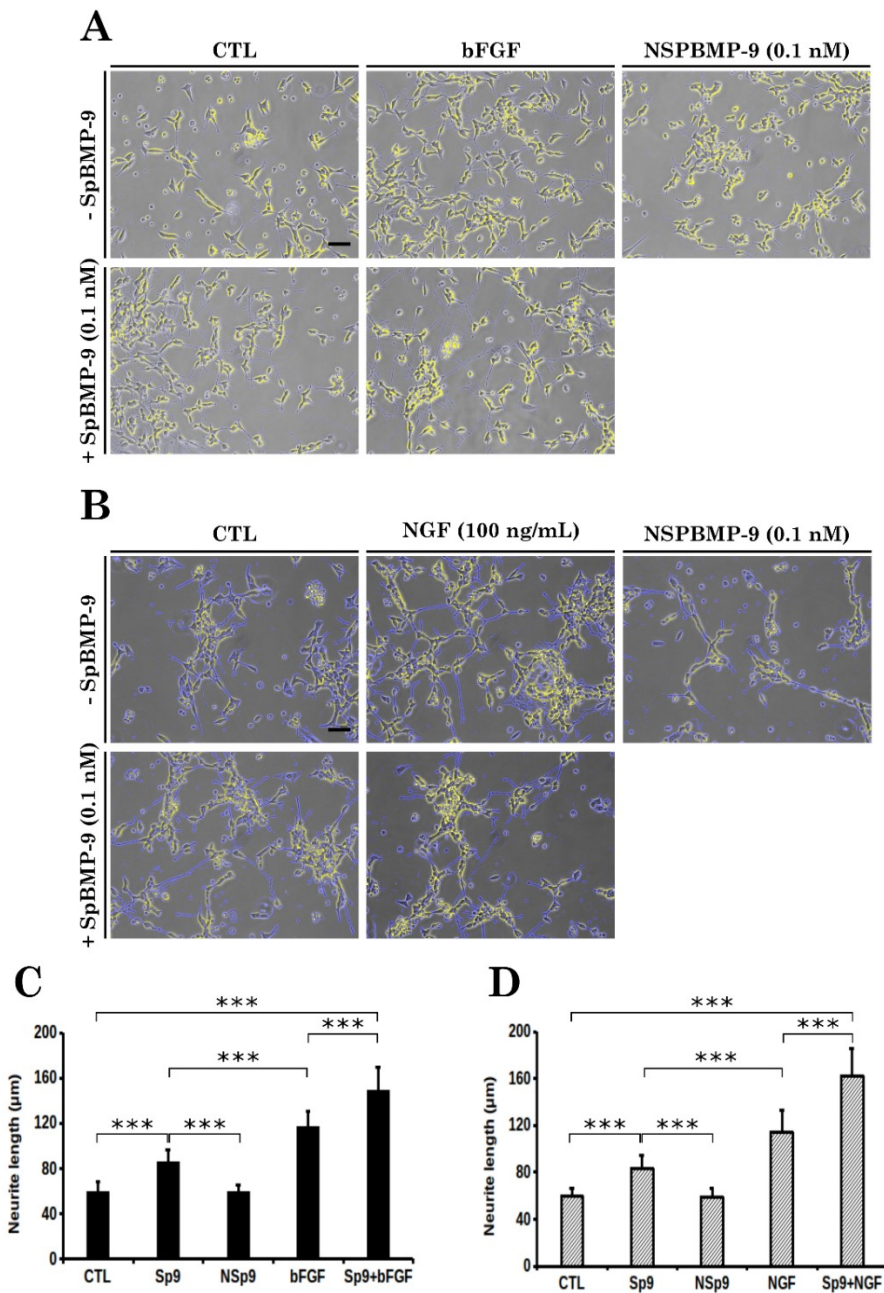 A
CTL bFGF NSPBMP-9 (0.1 nM)
- SpBMP-9
+ SpBMP-9 (0.1 nM)
B
CTL NGF (100 ng/mL) NSPBMP-9 (0.1 nM)
- SpBMP-9
+ SpBMP-9 (0.1 nM)
C
***
***
***
*** ***
Neurite length (µm)
200
160
120
80
40
0
CTL Sp9 NSp9 bFGF Sp9+bFGF
D
***
***
***
*** ***
Neurite length (µm)
200
160
120
80
40
0
CTL Sp9 NSp9 NGF Sp9+NGF